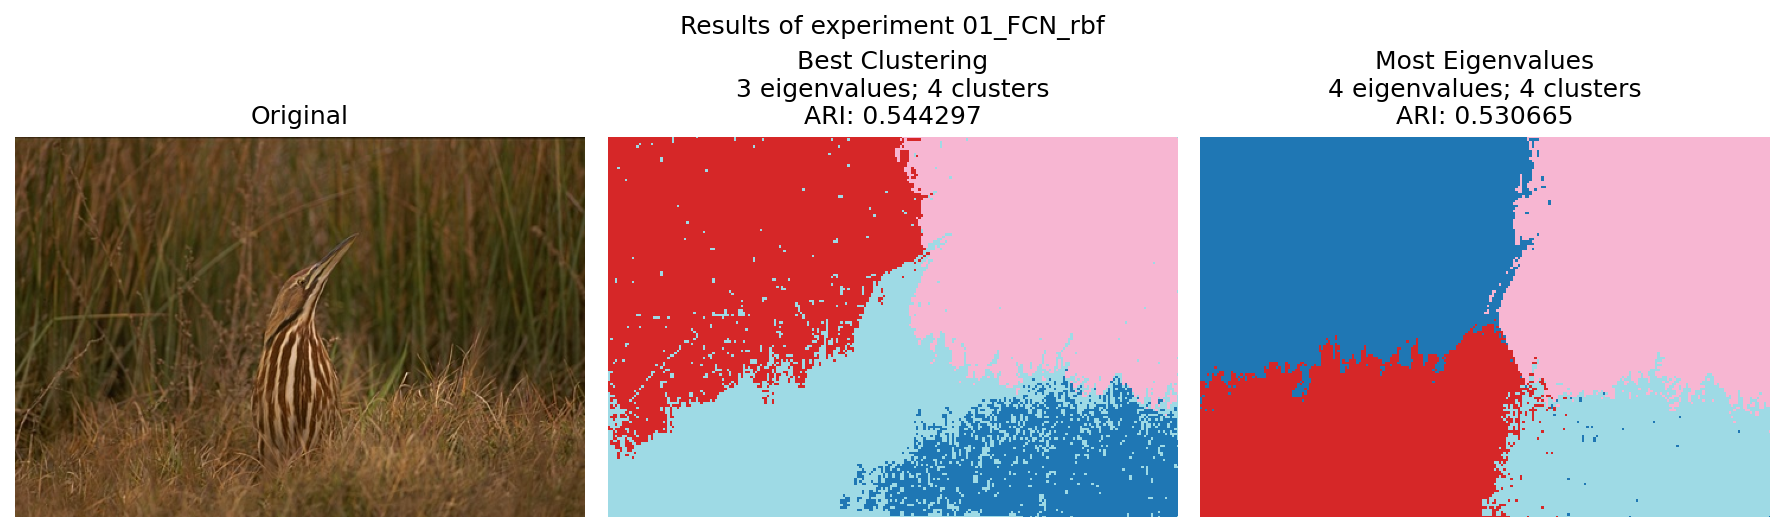 Results of experiment 01_FCN_rbf
Original
Best Clustering
3 eigenvalues; 4 clusters
ARI: 0.544297
Most Eigenvalues
4 eigenvalues; 4 clusters
ARI: 0.530665